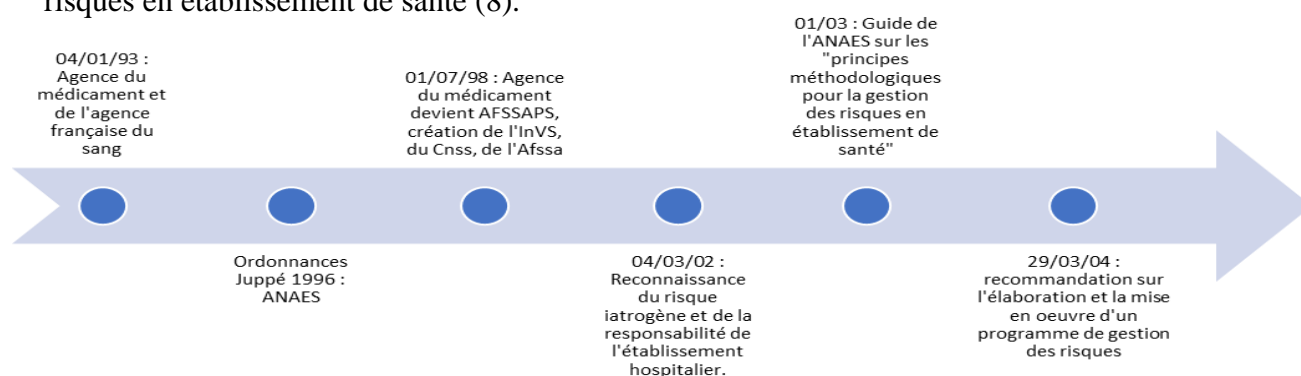 risques en établissement de santé (8).
04/01/93 :
Agence du
médicament et
de l'agence
française du
sang
Ordonnances
Juppé 1996 :
ANAES
01/07/98 : Agence
du médicament
devient AFSSAPS,
création de l'InVS,
du Cnss, de l'Afssa
04/03/02 :
Reconnaissance
du risque
iatrogène et de la
responsabilité de
l'établissement
hospitalier.
01/03 : Guide de
l'ANAES sur les
"principes
méthodologiques
pour la gestion
des risques en
établissement de
santé"
29/03/04 :
recommandation sur
l'élaboration et la mise
en oeuvre d'un
programme de gestion
des risques